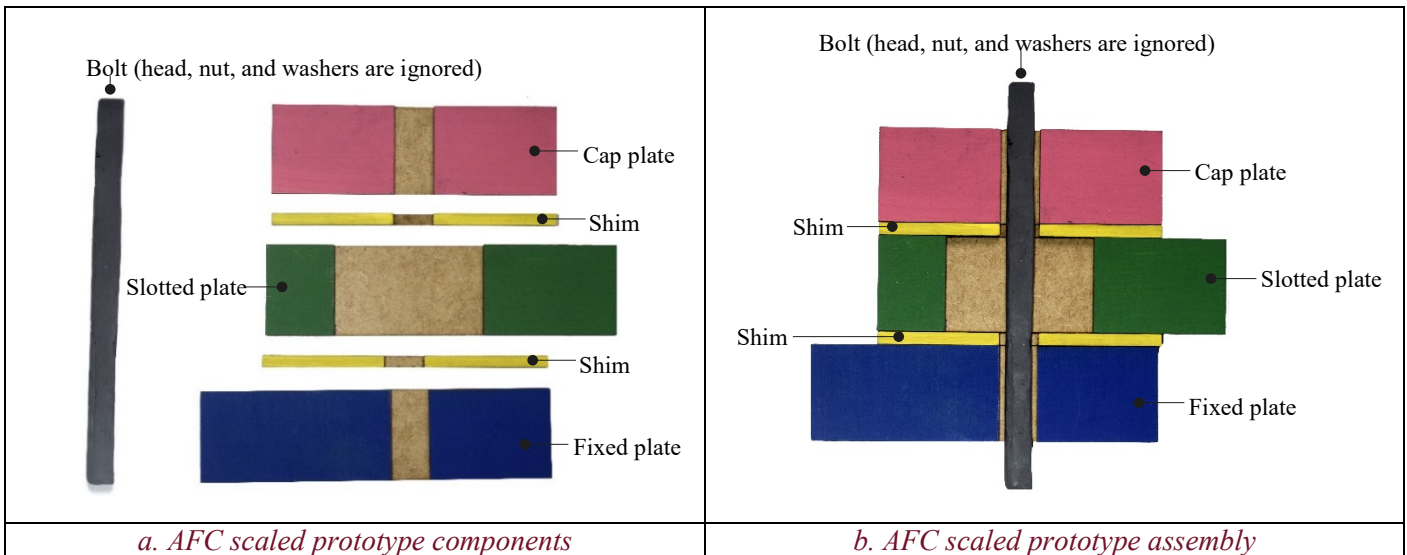 Bolt (head, nut, and washers are ignored)
Cap plate
Shim
Slotted plate
Shim
Fixed plate
a. AFC scaled prototype components
Bolt (head, nut, and washers are ignored)
Cap plate
Shim
Slotted plate
Shim
Fixed plate
b. AFC scaled prototype assembly